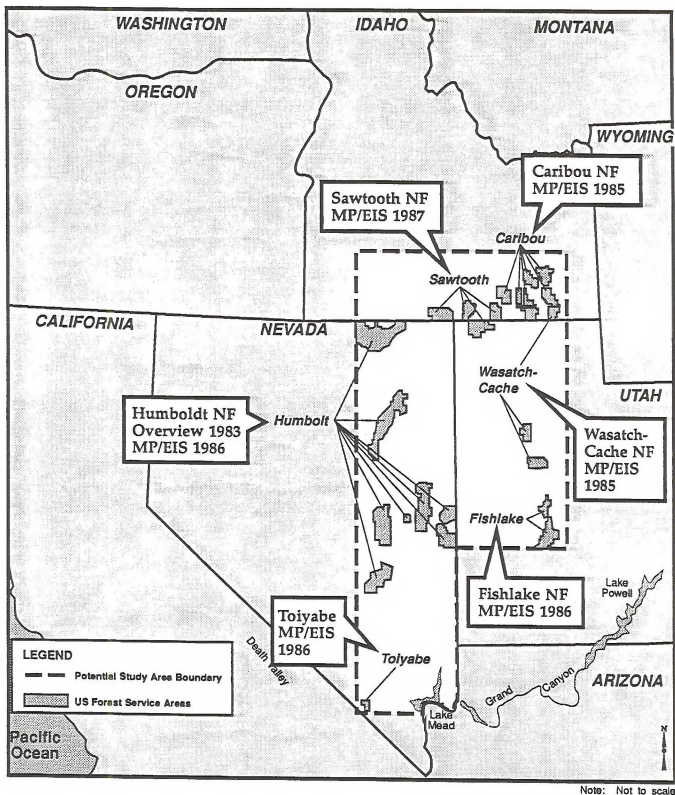 WASHINGTON
IDAHO
MONTANA
OREGON
WYOMING
Caribou NF
MP/EIS 1985
Sawtooth NF
MP/EIS 1987
Caribou
Sawtooth
CALIFORNIA
NEVADA
Wasatch-
Cache
UTAH
Humboldt NF
Overview 1983
MP/EIS 1986
Humbolt
Wasatch-
Cache NF
MP/EIS
1985
Fishlake
Fishlake NF
MP/EIS 1986
Lake
Powell
Toiyabe
MP/EIS
1986
Toiyabe
Death Valley
Grand
Canyon
ARIZONA
Lake
Mead
LEGEND
Potential Study Area Boundary
US Forest Service Areas
Pacific
Ocean
N
Note: Not to scale